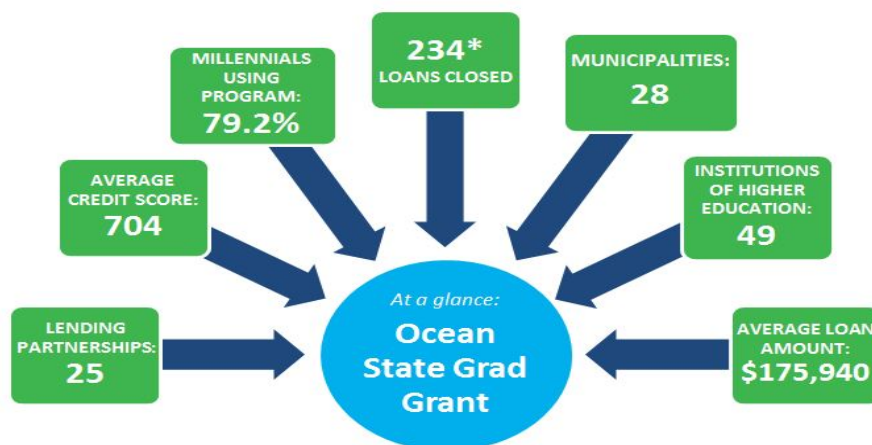 LENDING
PARTNERSHIPS:
25
AVERAGE
CREDIT SCORE:
704
MILLENNIALS
USING
PROGRAM:
79.2%
234*
LOANS CLOSED
MUNICIPALITIES:
28
INSTITUTIONS
OF HIGHER
EDUCATION:
49
AVERAGE LOAN
AMOUNT:
$175,940
At a glance:
Ocean
State Grad
Grant